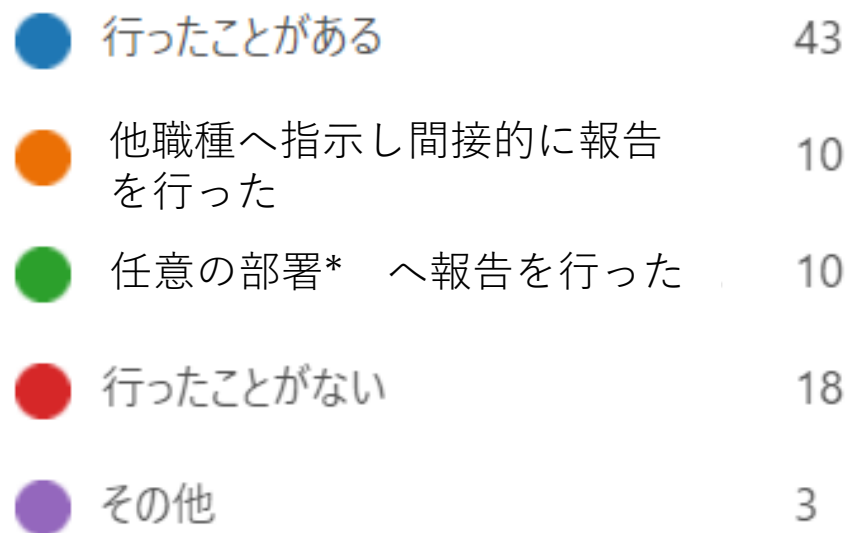 行ったことがある 43
他職種へ指示し間接的に報告 10
を行った
任意の部署* へ報告を行った 10
行ったことがない 18
その他 3